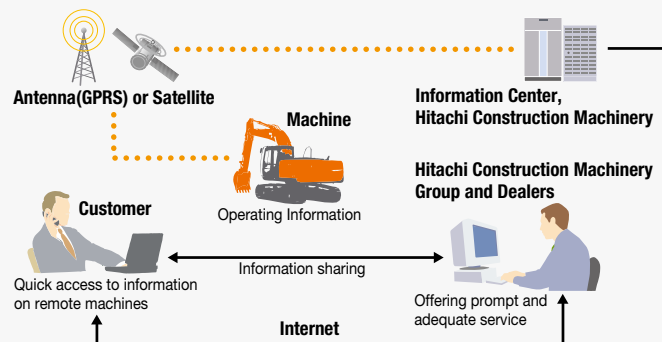 Antenna(GPRS) or Satellite
Information Center,
Hitachi Construction Machinery
Machine
Operating Information
Hitachi Construction Machinery
Group and Dealers
Customer
Information sharing
Quick access to information
on remote machines
Offering prompt and
adequate service
Internet